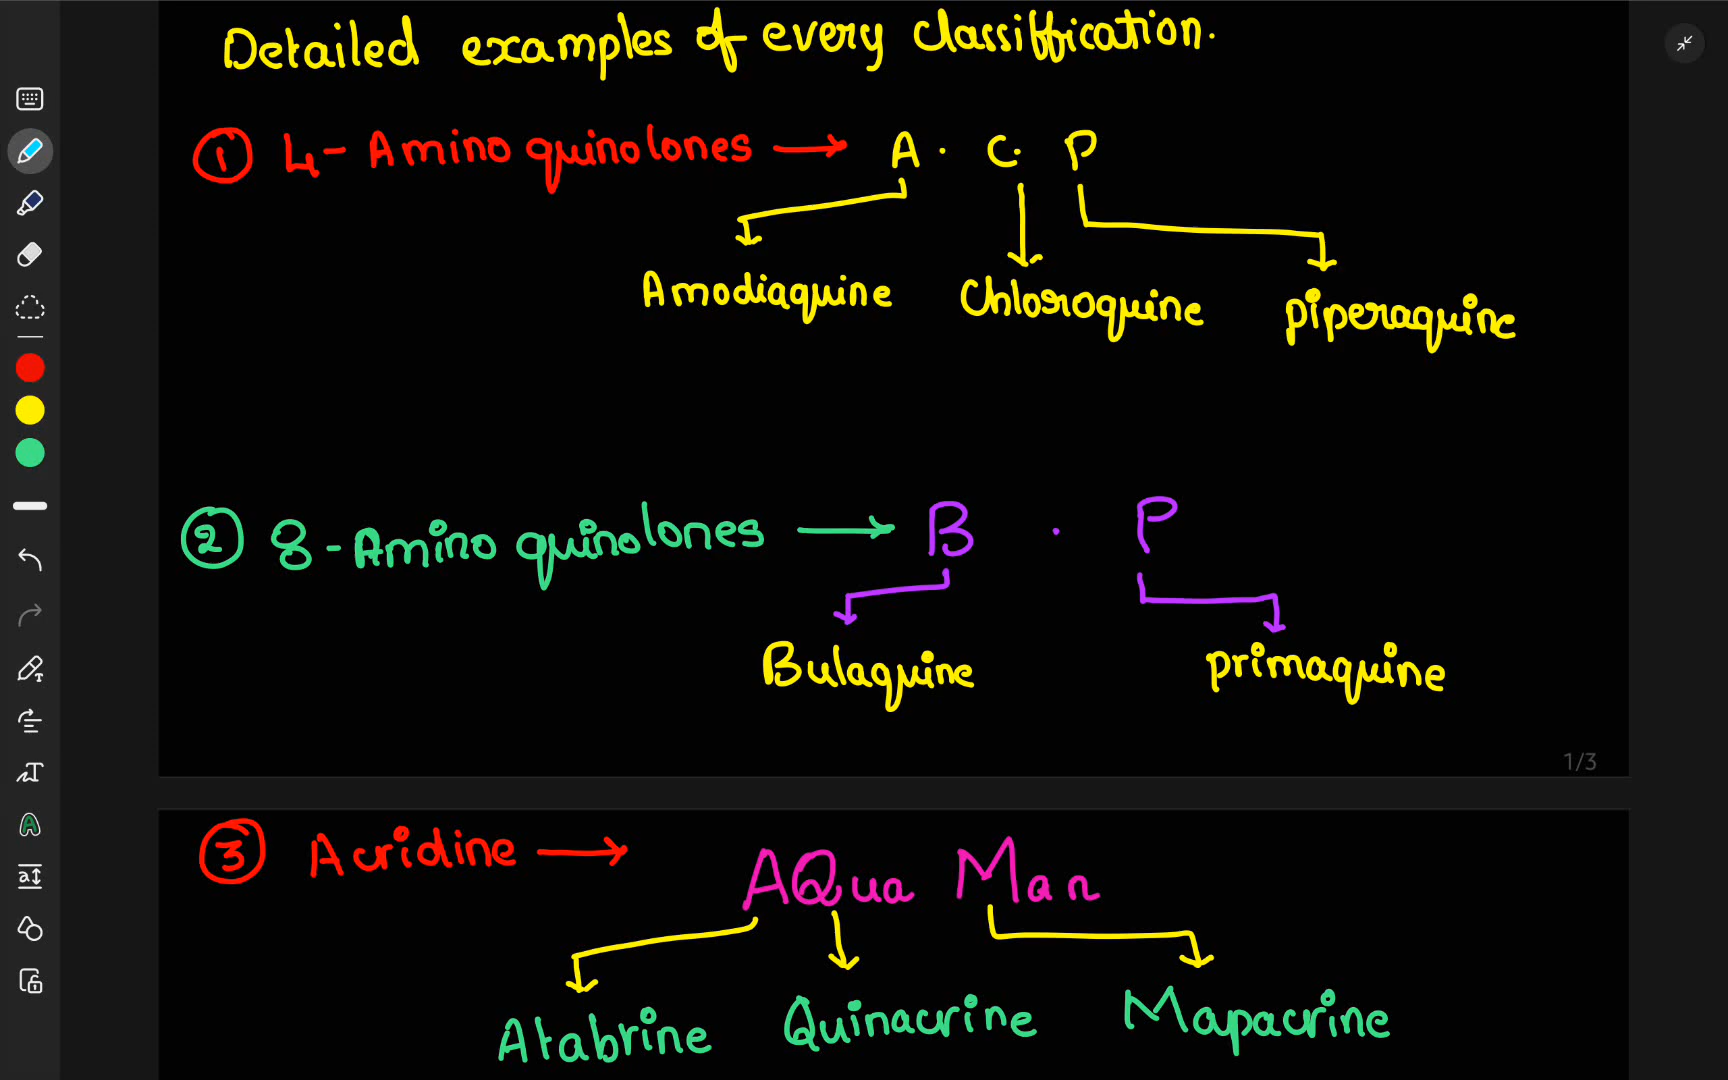 Detailed examples of every classiffication.
① 4- Amino quinolones → A . C. P
Amodiaquine Chloroquine piperaquine
② 8-Amino quinolones → B . P
Bulaquine primaquine
1/3
③ Acridine → AQua Man
Atabrine Quinacrine Mapacrine